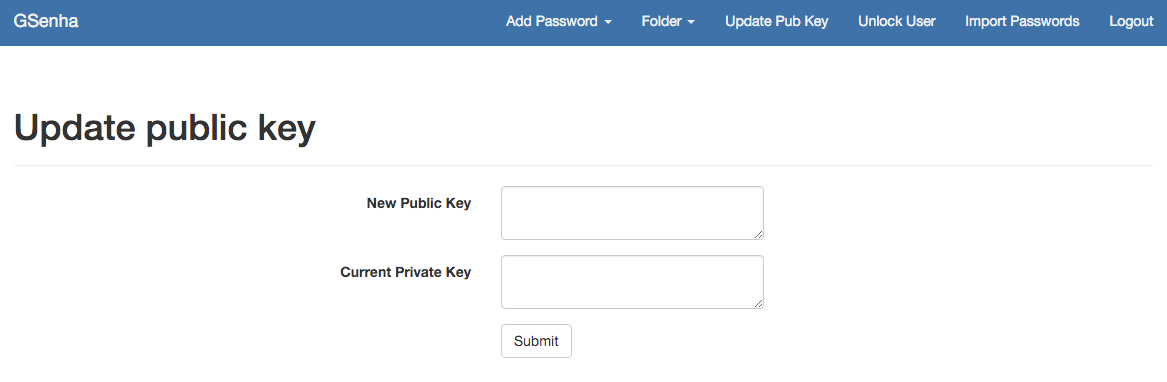 GSenha Add Password Folder Update Pub Key Unlock User Import Passwords Logout
Update public key
New Public Key
Current Private Key
Submit